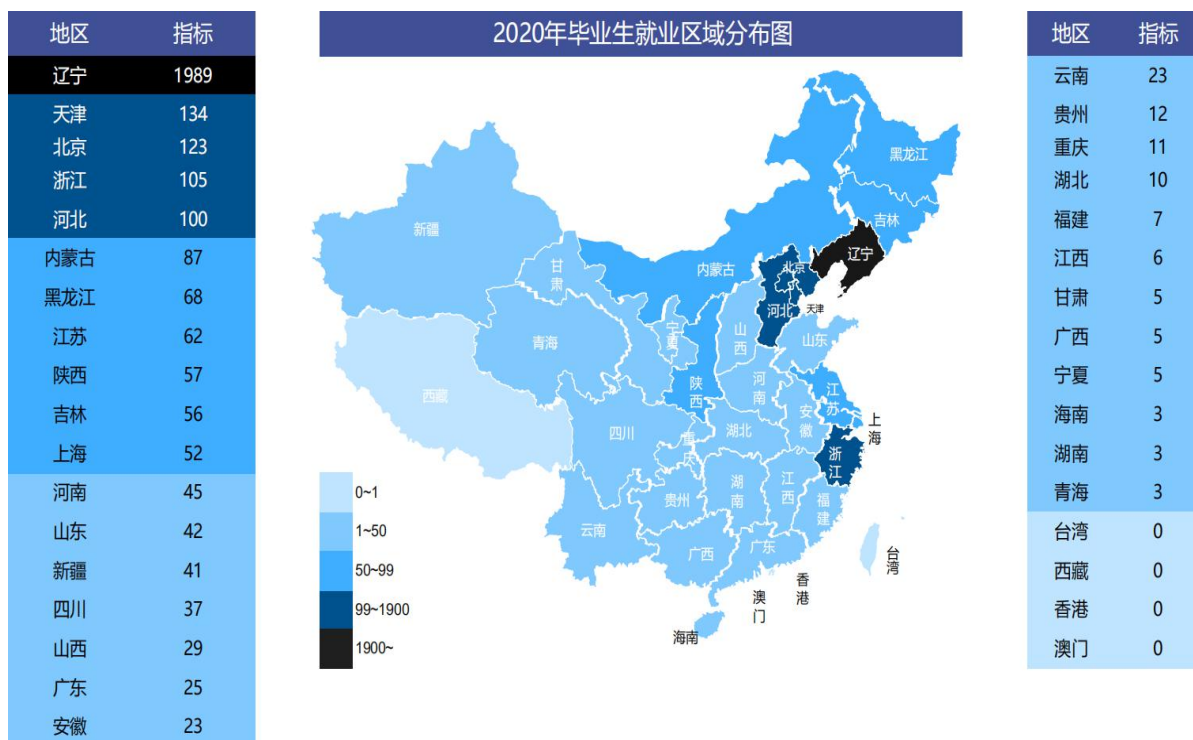 地区 指标
辽宁 1989
天津 134
北京 123
浙江 105
河北 100
内蒙古 87
黑龙江 68
江苏 62
陕西 57
吉林 56
上海 52
河南 45
山东 42
新疆 41
四川 37
山西 29
广东 25
安徽 23
2020年毕业生就业区域分布图
黑龙江
吉林
辽宁
新疆
甘肃
内蒙古
北京
天津
河北
青海
宁夏
山西
山东
西藏
陕西
河南
江苏
安徽
上海
四川
重庆
湖北
浙江
贵州
湖南
江西
福建
云南
广西
广东
台湾
香港
澳门
海南
0~1
1~50
50~99
99~1900
1900~
地区 指标
云南 23
贵州 12
重庆 11
湖北 10
福建 7
江西 6
甘肃 5
广西 5
宁夏 5
海南 3
湖南 3
青海 3
台湾 0
西藏 0
香港 0
澳门 0